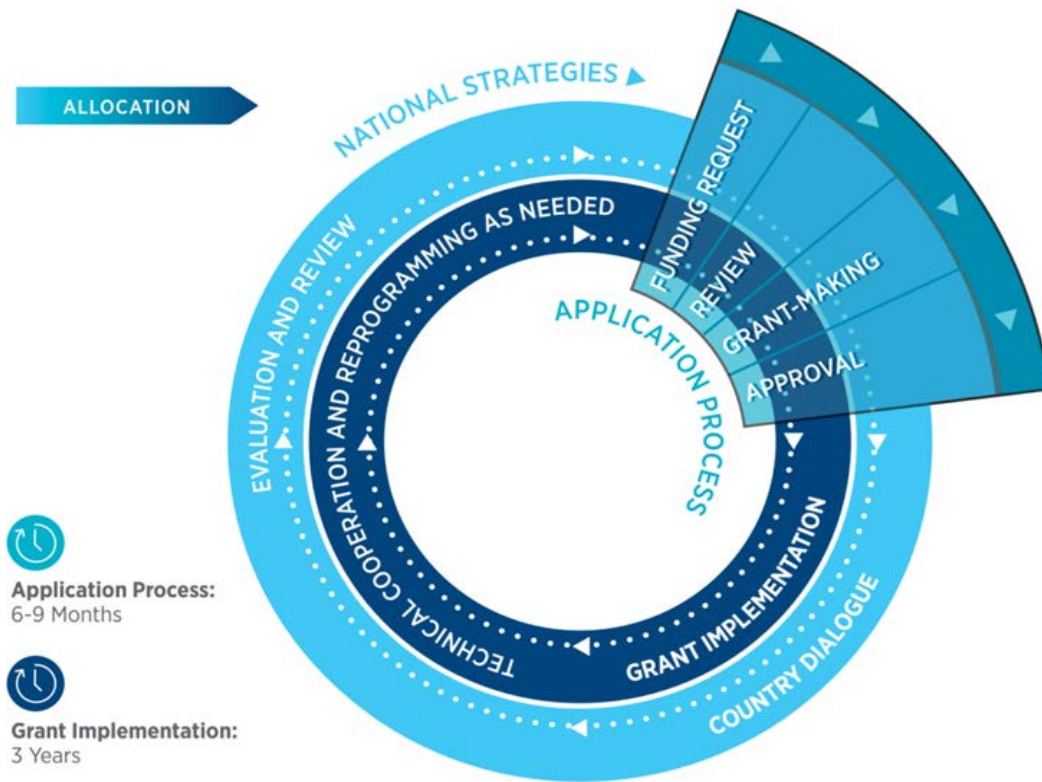 ALLOCATION
NATIONAL STRATEGIES
EVALUATION AND REVIEW
TECHNICAL COOPERATION AND REPROGRAMMING AS NEEDED
FUNDING REQUEST
REVIEW
GRANT-MAKING
APPROVAL
APPLICATION PROCESS
GRANT IMPLEMENTATION
COUNTRY DIALOGUE
Application Process:
6-9 Months
Grant Implementation:
3 Years